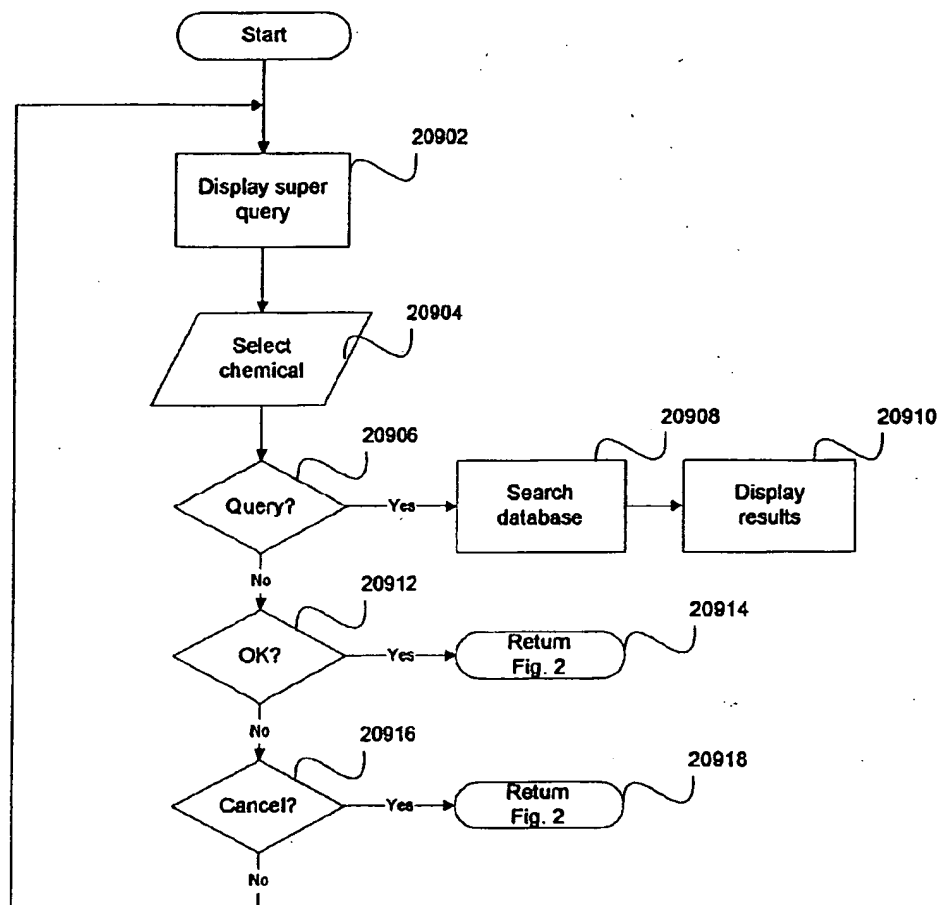 Start
20902
Display super
query
20904
Select
chemical
20906
20908
20910
Query?
Yes
Search
database
Display
results
No
20912
20914
OK?
Yes
Return
Fig. 2
No
20916
20918
Cancel?
Yes
Return
Fig. 2
No